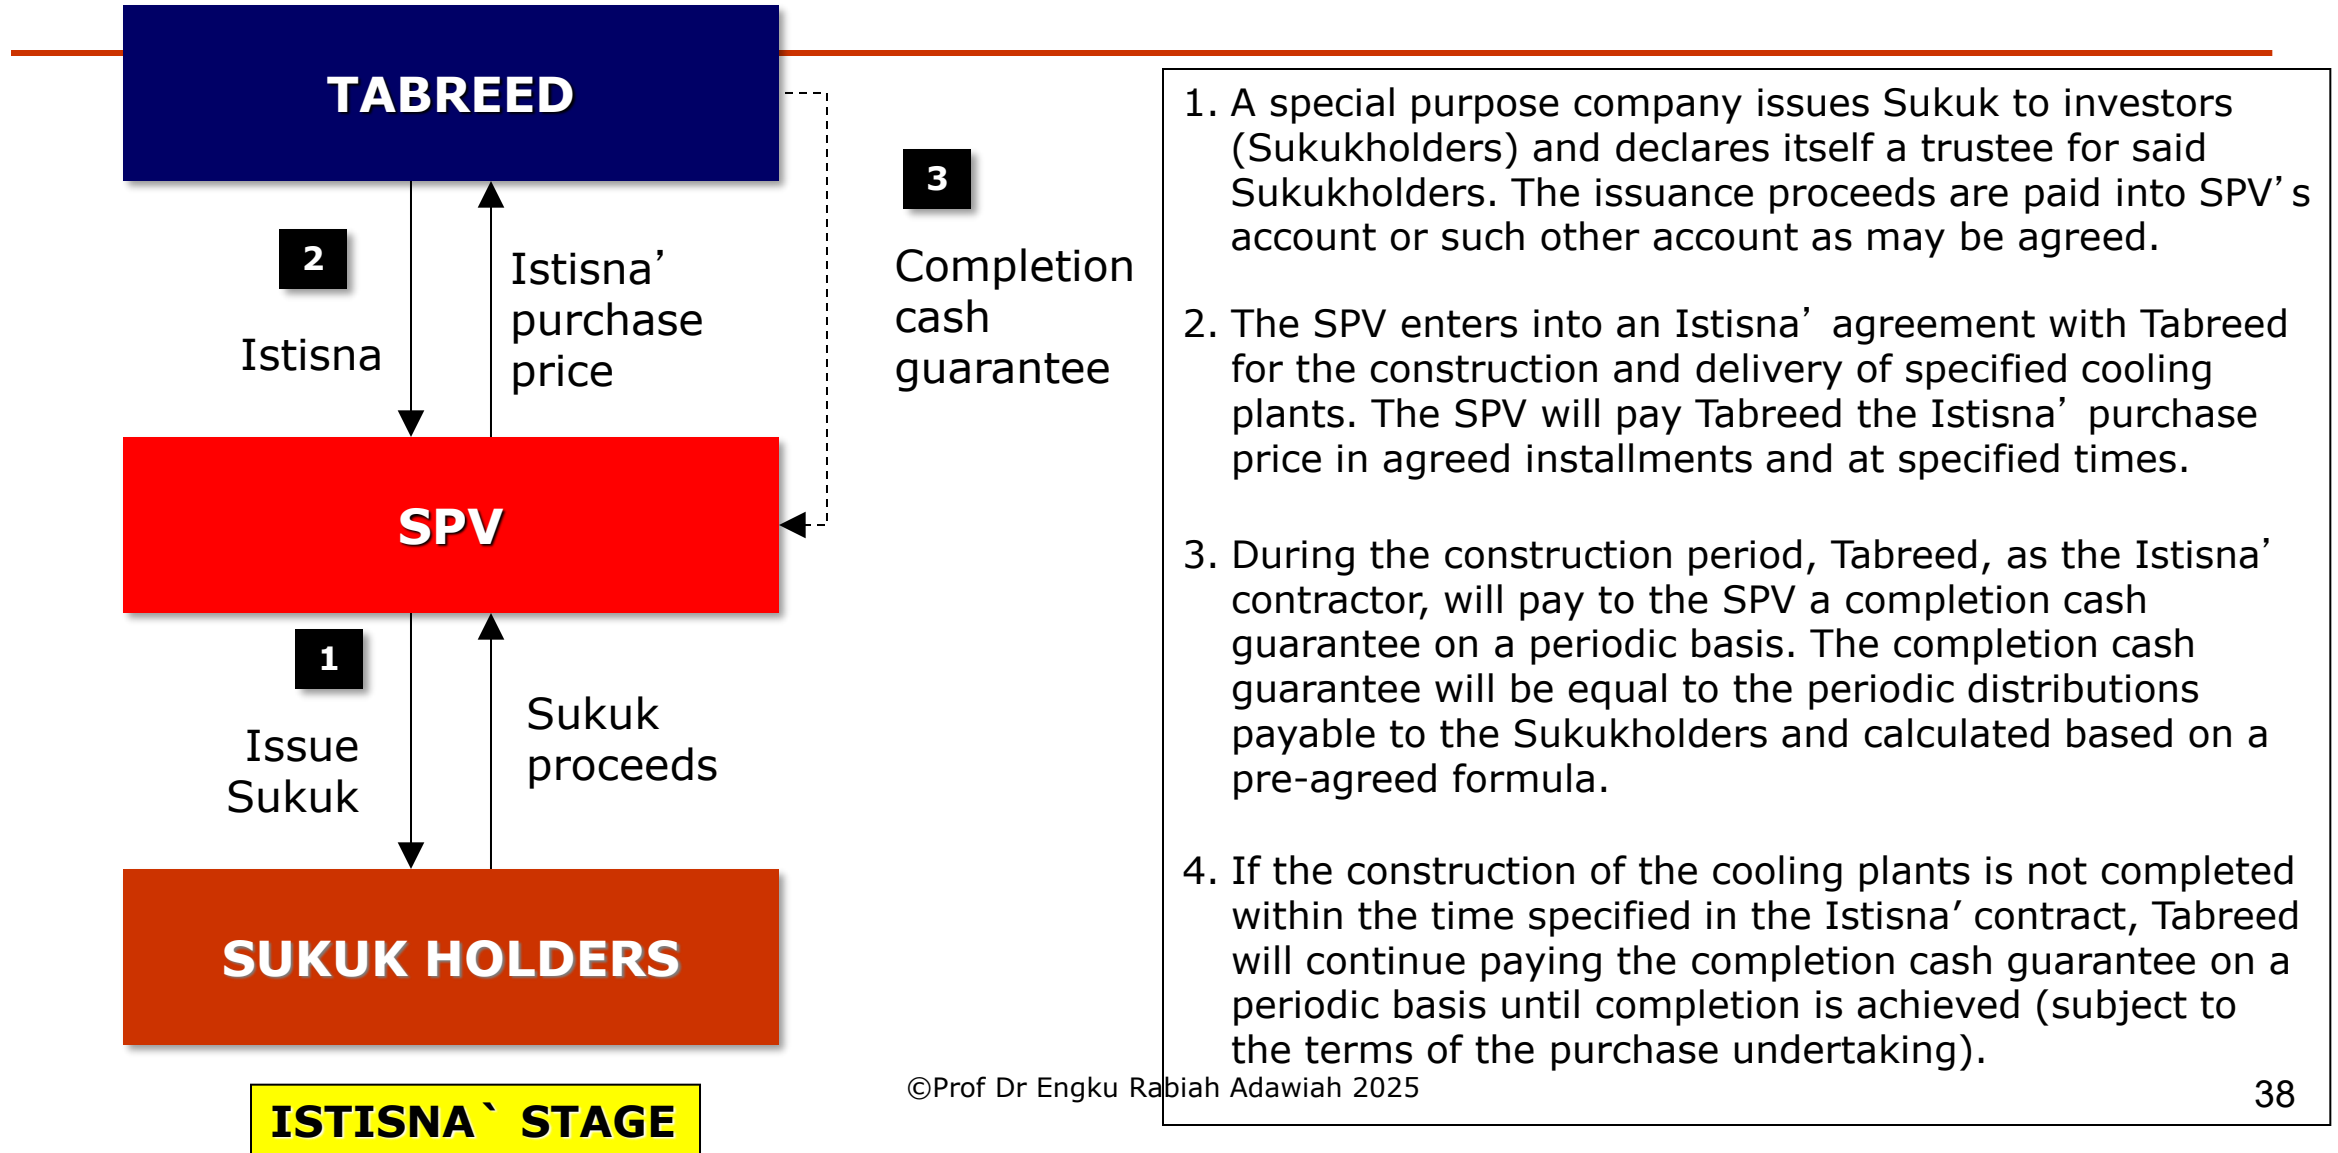 TABREED
2
Istisna
Istisna’
purchase
price
3
Completion
cash
guarantee
SPV
1
Issue
Sukuk
Sukuk
proceeds
SUKUK HOLDERS
ISTISNA` STAGE
1. A special purpose company issues Sukuk to investors
(Sukukholders) and declares itself a trustee for said
Sukukholders. The issuance proceeds are paid into SPV’s
account or such other account as may be agreed.
2. The SPV enters into an Istisna’ agreement with Tabreed
for the construction and delivery of specified cooling
plants. The SPV will pay Tabreed the Istisna’ purchase
price in agreed installments and at specified times.
3. During the construction period, Tabreed, as the Istisna’
contractor, will pay to the SPV a completion cash
guarantee on a periodic basis. The completion cash
guarantee will be equal to the periodic distributions
payable to the Sukukholders and calculated based on a
pre-agreed formula.
4. If the construction of the cooling plants is not completed
within the time specified in the Istisna’ contract, Tabreed
will continue paying the completion cash guarantee on a
periodic basis until completion is achieved (subject to
the terms of the purchase undertaking).
©Prof Dr Engku Rabiah Adawiah 2025
38